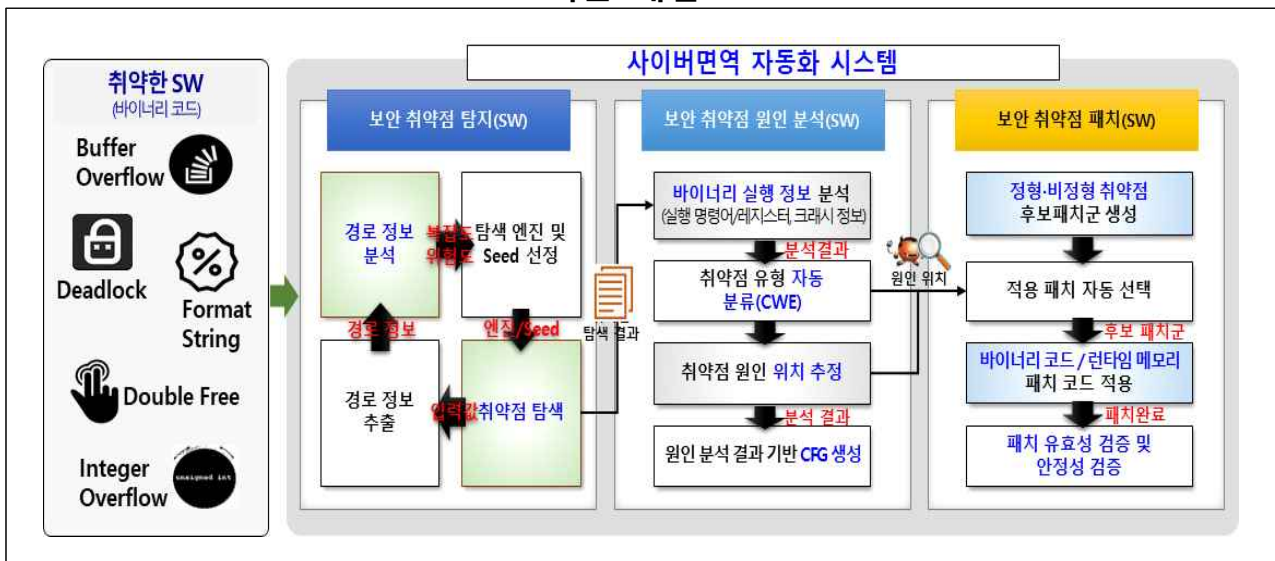 사이버면역 자동화 시스템
취약한 SW
(바이너리 코드)
Buffer
Overflow
Deadlock
Format
String
Double Free
Integer
Overflow
unsigned int
보안 취약점 탐지(SW)
경로 정보
분석
복잡도
위험도
탐색 엔진 및
Seed 선정
경로 정보
엔진/Seed
경로 정보
추출
입력값
취약점 탐색
탐색 결과
보안 취약점 원인 분석(SW)
바이너리 실행 정보 분석
(실행 명령어/레지스터, 크래시 정보)
분석결과
취약점 유형 자동
분류(CWE)
취약점 원인 위치 추정
분석 결과
원인 분석 결과 기반 CFG 생성
원인 위치
보안 취약점 패치(SW)
정형·비정형 취약점
후보패치군 생성
적용 패치 자동 선택
후보 패치군
바이너리 코드 / 런타임 메모리
패치 코드 적용
패치완료
패치 유효성 검증 및
안정성 검증